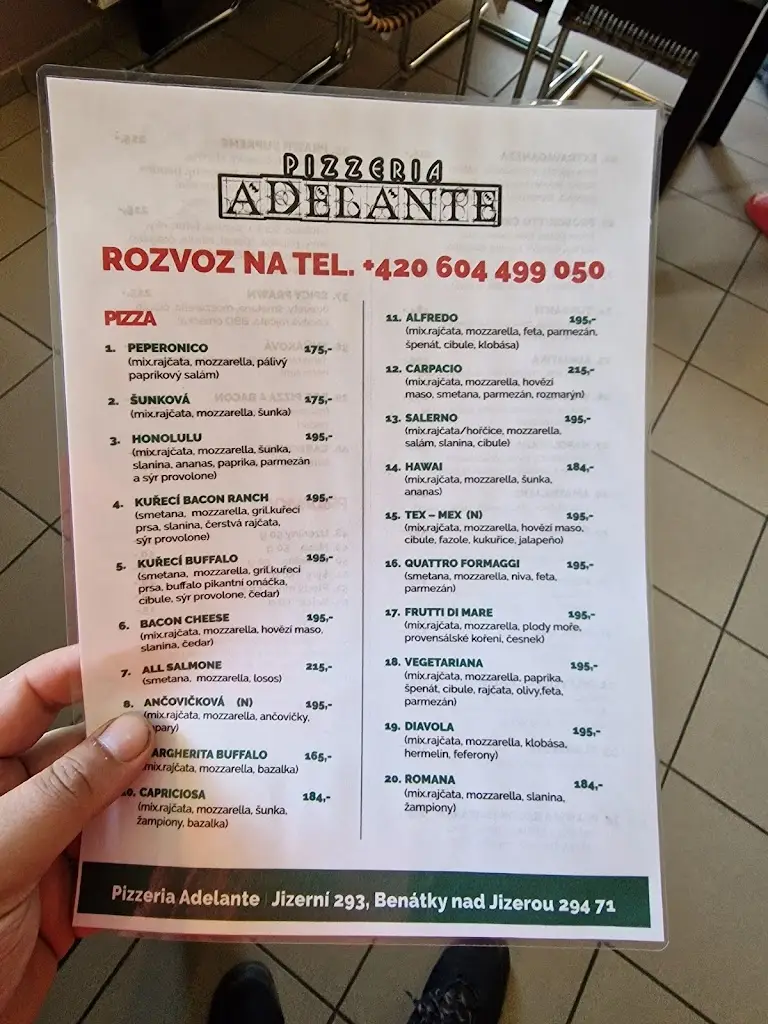 PIZZERIA
ADELANTE
ROZVOZ NA TEL. +420 604 499 050
PIZZA
1. PEPERONICO 175,-
(mix.rajčata, mozzarella, pálivý
paprikový salám)
2. ŠUNKOVÁ 175,-
(mix.rajčata, mozzarella, šunka)
3. HONOLULU 195,-
(mix.rajčata, mozzarella, šunka,
slanina, ananas, paprika, parmezán
a sýr provolone)
4. KUŘECÍ BACON RANCH 195,-
(smetana, mozzarella, gril.kuřecí
prsa, slanina, čerstvá rajčata,
sýr provolone)
5. KUŘECÍ BUFFALO 195,-
(smetana, mozzarella, gril.kuřecí
prsa, buffalo pikantní omáčka,
cibule, sýr provolone, čedar)
6. BACON CHEESE 195,-
(mix.rajčata, mozzarella, hovězí maso,
slanina, čedar)
7. ALL SALMONE 215,-
(smetana, mozzarella, losos)
8. ANČOVIČKOVÁ (N) 195,-
(mix.rajčata, mozzarella, ančovičky,
pary)
ARGHERITA BUFFALO 165,-
mix.rajčata, mozzarella, bazalka)
0. CAPRICIOSA 184,-
(mix.rajčata, mozzarella, šunka,
žampiony, bazalka)
11. ALFREDO 195,-
(mix.rajčata, mozzarella, feta, parmezán,
špenát, cibule, klobása)
12. CARPACIO 215,-
(mix.rajčata, mozzarella, hovězí
maso, smetana, parmezán, rozmarýn)
13. SALERNO 195,-
(mix.rajčata/hořčice, mozzarella,
salám, slanina, cibule)
14. HAWAI 184,-
(mix.rajčata, mozzarella, šunka,
ananas)
15. TEX – MEX (N) 195,-
(mix.rajčata, mozzarella, hovězí maso,
cibule, fazole, kukuřice, jalapeño)
16. QUATTRO FORMAGGI 195,-
(smetana, mozzarella, niva, feta,
parmezán)
17. FRUTTI DI MARE 195,-
(mix.rajčata, mozzarella, plody moře,
provensálské koření, česnek)
18. VEGETARIANA 195,-
(mix.rajčata, mozzarella, paprika,
špenát, cibule, rajčata, olivy,feta,
parmezán)
19. DIAVOLA 195,-
(mix.rajčata, mozzarella, klobása,
hermelín, feferony)
20. ROMANA 184,-
(mix.rajčata, mozzarella, slanina,
žampiony)
Pizzeria Adelante | Jizerní 293, Benátky nad Jizerou 294 71